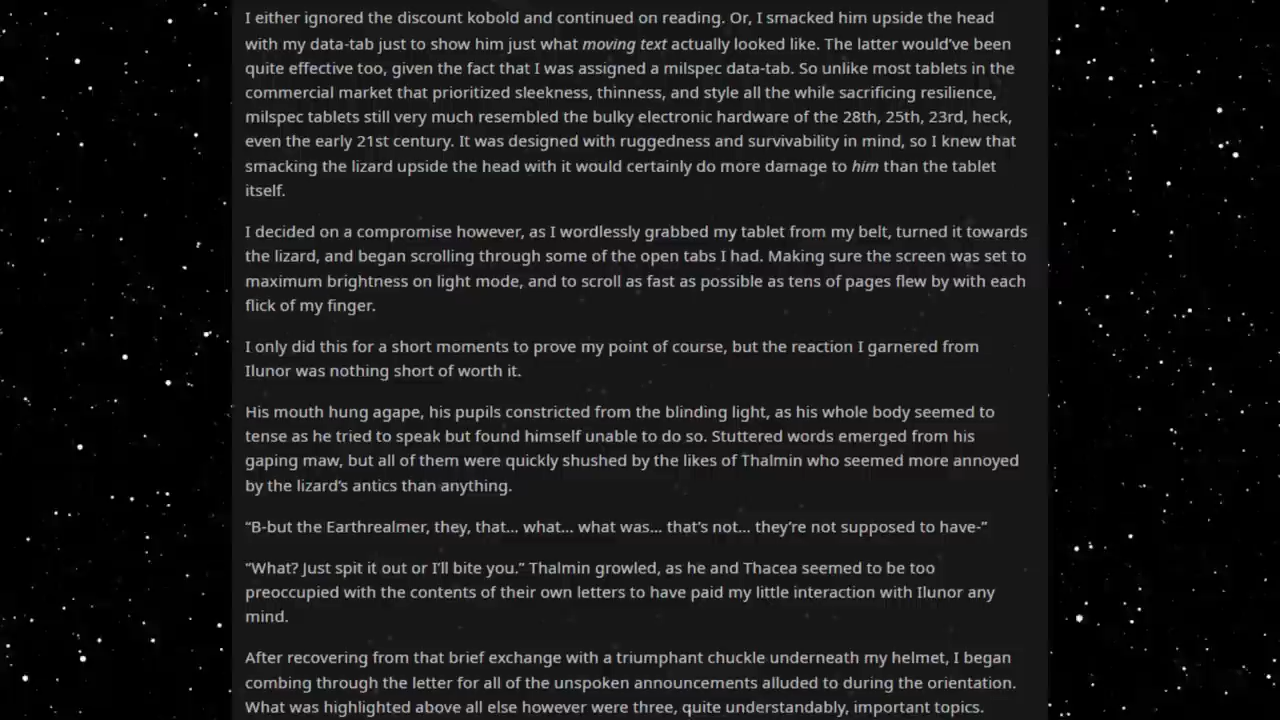 I either ignored the discount kobold and continued on reading. Or, I smacked him upside the head
with my data-tab just to show him just what moving text actually looked like. The latter would've been
quite effective too, given the fact that I was assigned a milspec data-tab. So unlike most tablets in the
commercial market that prioritized sleekness, thinness, and style all the while sacrificing resilience,
milspec tablets still very much resembled the bulky electronic hardware of the 28th, 25th, 23rd, heck,
even the early 21st century. It was designed with ruggedness and survivability in mind, so I knew that
smacking the lizard upside the head with it would certainly do more damage to him than the tablet
itself.
I decided on a compromise however, as I wordlessly grabbed my tablet from my belt, turned it towards
the lizard, and began scrolling through some of the open tabs I had. Making sure the screen was set to
maximum brightness on light mode, and to scroll as fast as possible as tens of pages flew by with each
flick of my finger.
I only did this for a short moments to prove my point of course, but the reaction I garnered from
Ilunor was nothing short of worth it.
His mouth hung agape, his pupils constricted from the blinding light, as his whole body seemed to
tense as he tried to speak but found himself unable to do so. Stuttered words emerged from his
gaping maw, but all of them were quickly shushed by the likes of Thalmin who seemed more annoyed
by the lizard's antics than anything.
“B-but the Earthrealmer, they, that… what… what was… that's not… they're not supposed to have-”
“What? Just spit it out or I'll bite you.” Thalmin growled, as he and Thacea seemed to be too
preoccupied with the contents of their own letters to have paid my little interaction with Ilunor any
mind.
After recovering from that brief exchange with a triumphant chuckle underneath my helmet, I began
combing through the letter for all of the unspoken announcements alluded to during the orientation.
What was highlighted above all else however were three, quite understandably, important topics.